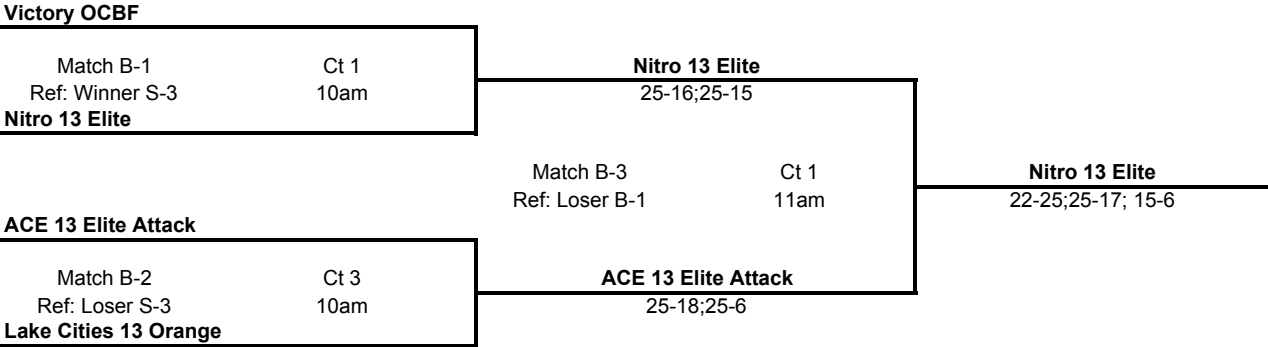 Victory OCBF
Match B-1 Ct 1
Ref: Winner S-3 10am
Nitro 13 Elite
Nitro 13 Elite
25-16;25-15
Match B-3 Ct 1
Ref: Loser B-1 11am
Nitro 13 Elite
22-25;25-17; 15-6
ACE 13 Elite Attack
Match B-2 Ct 3
Ref: Loser S-3 10am
Lake Cities 13 Orange
ACE 13 Elite Attack
25-18;25-6